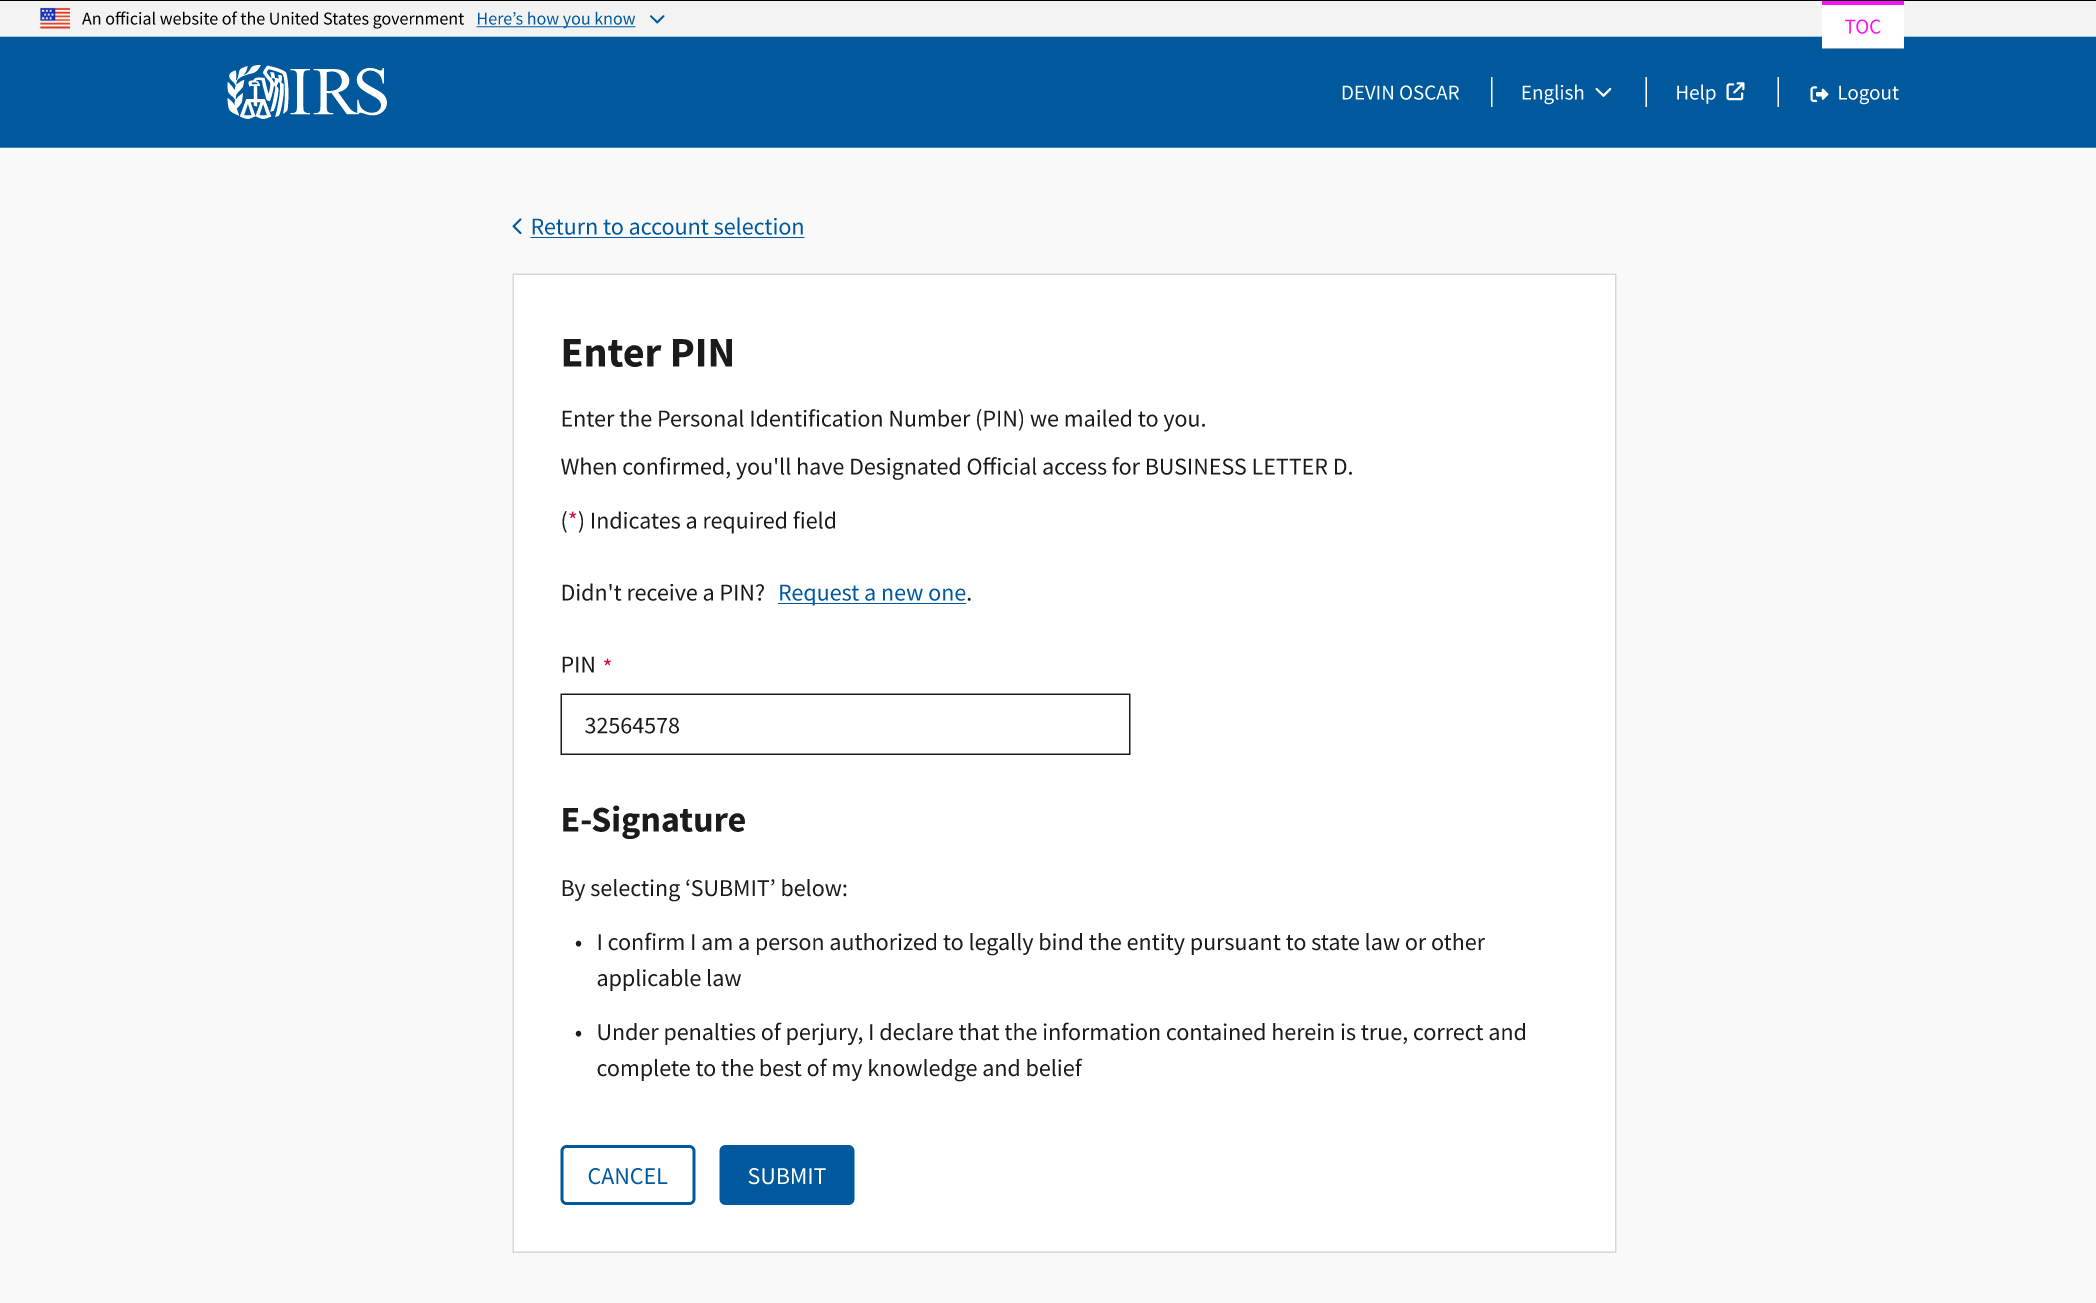 An official website of the United States government Here’s how you know
TOC
IRS
DEVIN OSCAR
English
Help
Logout
Return to account selection
Enter PIN
Enter the Personal Identification Number (PIN) we mailed to you.
When confirmed, you'll have Designated Official access for BUSINESS LETTER D.
(*) Indicates a required field
Didn't receive a PIN? Request a new one.
PIN *
32564578
E-Signature
By selecting ‘SUBMIT’ below:
• I confirm I am a person authorized to legally bind the entity pursuant to state law or other
applicable law
• Under penalties of perjury, I declare that the information contained herein is true, correct and
complete to the best of my knowledge and belief
CANCEL
SUBMIT